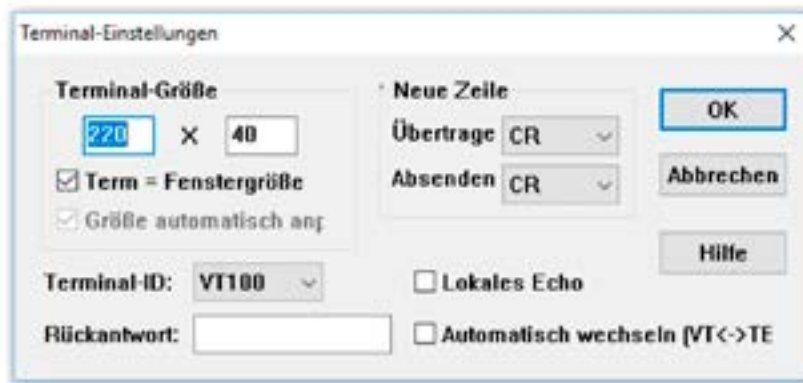 Terminal-Einstellungen
Terminal-Größe
220 X 40
Term = Fenstergröße
Größe automatisch anp
Neue Zeile
Übertrage CR
Absenden CR
OK
Abbrechen
Hilfe
Terminal-ID: VT100
Lokales Echo
Rückantwort:
Automatisch wechseln (VT<->TE